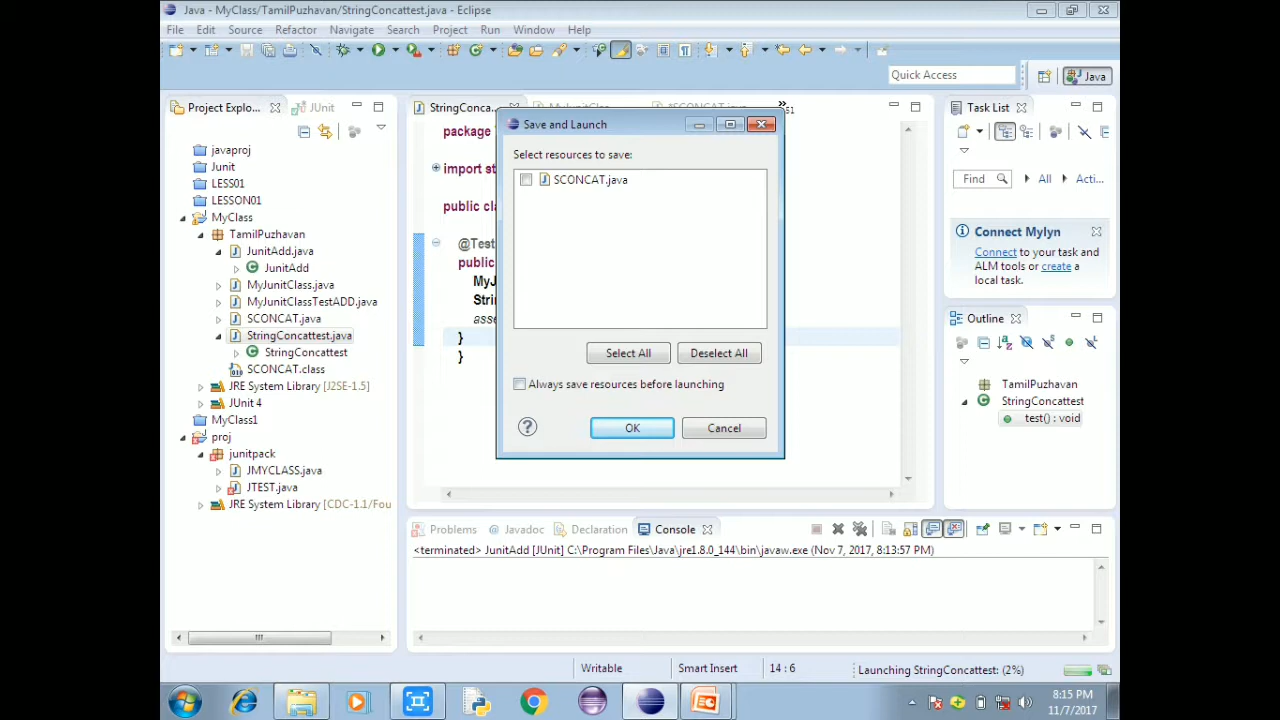 Java - MyClass/TamilPuzhavan/StringConcattest.java - Eclipse
File Edit Source Refactor Navigate Search Project Run Window Help
Quick Access
Java
Project Explo...
JUnit
javaproj
Junit
LESS01
LESSON01
MyClass
TamilPuzhavan
JunitAdd.java
JunitAdd
MyJunitClass.java
MyJunitClassTestADD.java
SCONCAT.java
StringConcattest.java
StringConcattest
SCONCAT.class
JRE System Library [J2SE-1.5]
JUnit 4
MyClass1
proj
junitpack
JMYCLASS.java
JTEST.java
JRE System Library [CDC-1.1/Fou
StringConca...
package
import st
public cla
@Test
public
MyJ
Strin
asse
}
}
Save and Launch
Select resources to save:
SCONCAT.java
Select All Deselect All
Always save resources before launching
OK Cancel
Task List
Find All Acti...
Connect Mylyn
Connect to your task and
ALM tools or create a
local task.
Outline
TamilPuzhavan
StringConcattest
test() : void
Problems Javadoc Declaration Console
<terminated> JunitAdd [JUnit] C:\Program Files\Java\jre1.8.0_144\bin\javaw.exe (Nov 7, 2017, 8:13:57 PM)
Writable Smart Insert 14 : 6 Launching StringConcattest: (2%)
8:15 PM
11/7/2017